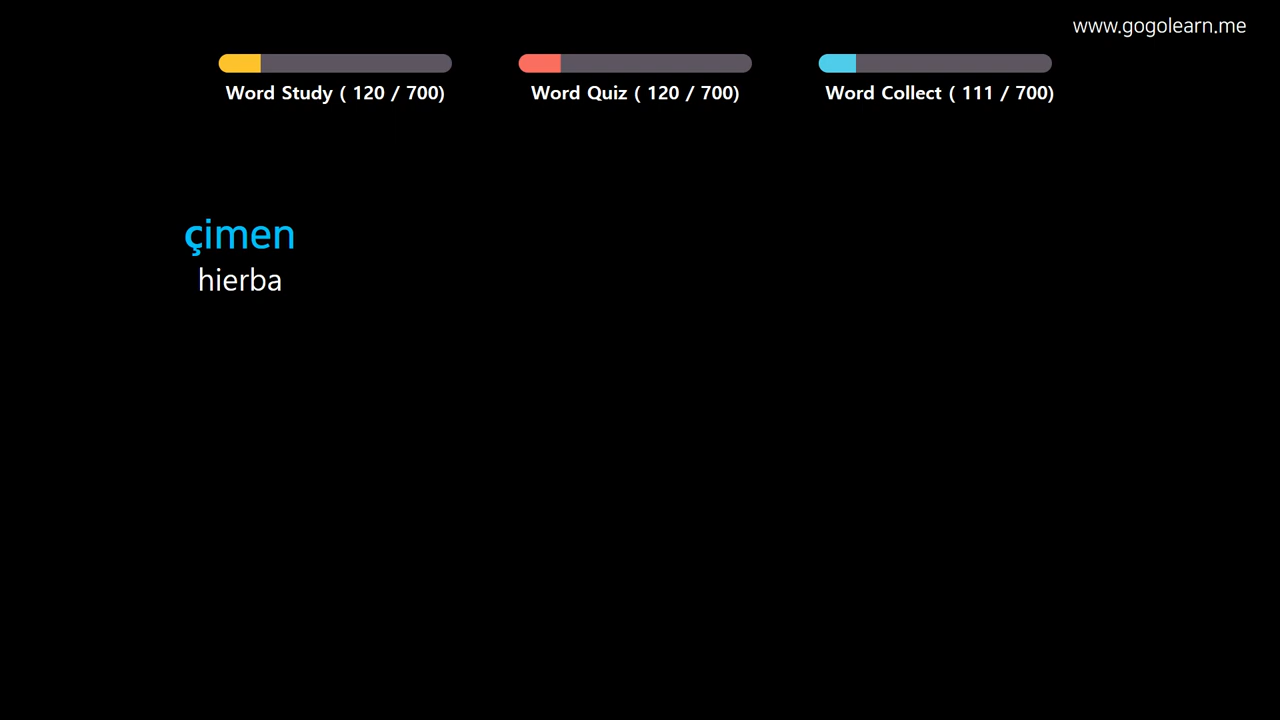 www.gogolearn.me
Word Study ( 120 / 700)
Word Quiz ( 120 / 700)
Word Collect ( 111 / 700)
çimen
hierba